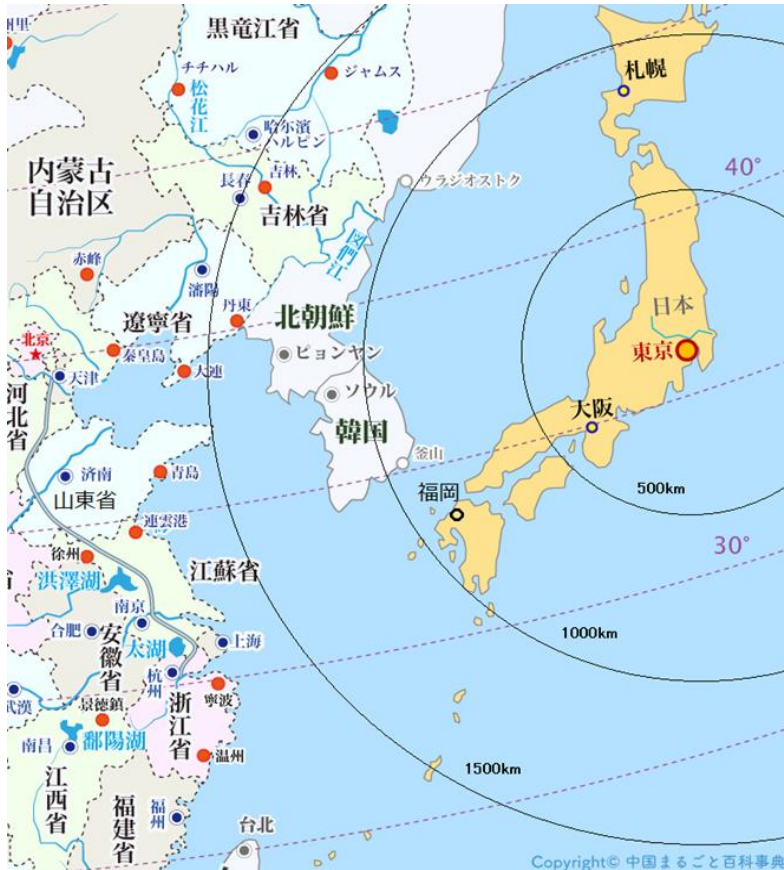 黒竜江省
州里
チチハル
ジャムス
札幌
松花江
哈尔濱
ハルビン
内蒙古
自治区
長春
吉林
ウラジオストク
40°
吉林省
図們江
赤峰
瀋陽
日本
遼寧省
丹東
北朝鮮
北京
秦皇島
ピョンヤン
東京
天津
大連
ソウル
河北省
大阪
韓国
済南
青島
釜山
500km
山東省
福岡
連雲港
徐州
30°
江蘇省
洪澤湖
南京
合肥
安徽省
太湖
上海
1000km
杭州
武漢
景徳鎮
浙江省
寧波
南昌
鄱陽湖
温州
1500km
江西省
福建省
福州
台北
Copyright© 中国まるごと百科事典